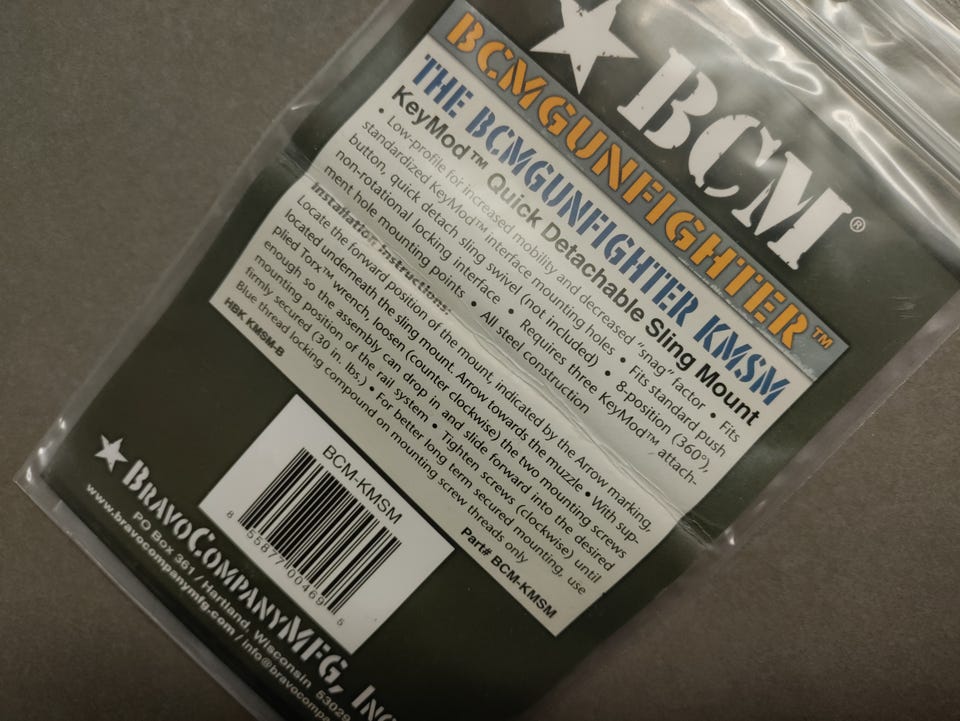 BCM®
BCMGUNFIGHTER™
THE BCMGUNFIGHTER KMSM
KeyMod™ Quick Detachable Sling Mount
• Low-profile for increased mobility and decreased "snag" factor • Fits
standardized KeyMod™ interface mounting holes • Fits standard push
button, quick detach sling swivel (not included) • 8-position (360°),
non-rotational locking interface • Requires three KeyMod™ attach-
ment hole mounting points • All steel construction
Installation Instructions:
Locate the forward position of the mount, indicated by the Arrow marking,
located underneath the sling mount. Arrow towards the muzzle • With sup-
plied Torx™ wrench, loosen (counter clockwise) the two mounting screws
enough so the assembly can drop in and slide forward into the desired
mounting position of the rail system • Tighten screws (clockwise) until
firmly secured (30 in. lbs.) • For better long term secured mounting, use
Blue thread locking compound on mounting screw threads only
HBK KMSM-B Part# BCM-KMSM
BCM-KMSM
8 55887 00469 5
BRAVOCOMPANYMFG, INC
PO Box 361 / Hartland, Wisconsin 53029
www.bravocompanymfg.com / info@bravocompa